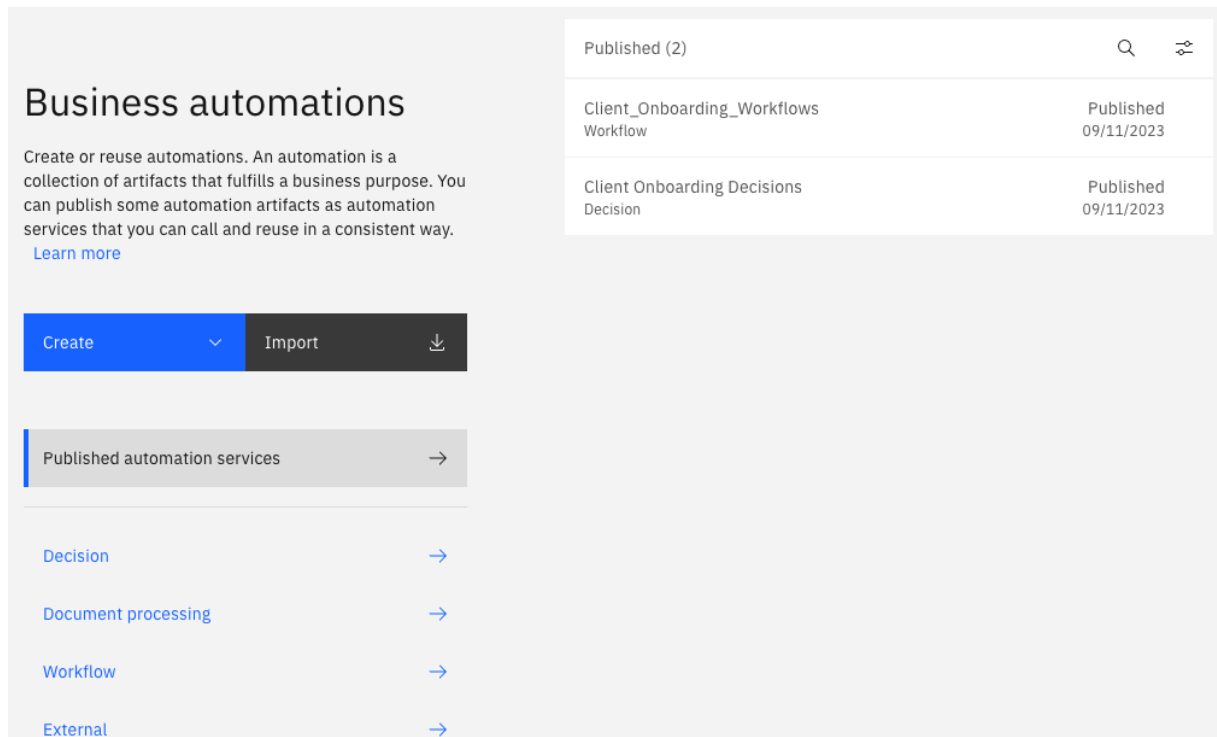 Business automations
Create or reuse automations. An automation is a
collection of artifacts that fulfills a business purpose. You
can publish some automation artifacts as automation
services that you can call and reuse in a consistent way.
Learn more
Create
Import
Published automation services
Decision
Document processing
Workflow
External
Published (2)
Client_Onboarding_Workflows
Published
Workflow
09/11/2023
Client Onboarding Decisions
Published
Decision
09/11/2023